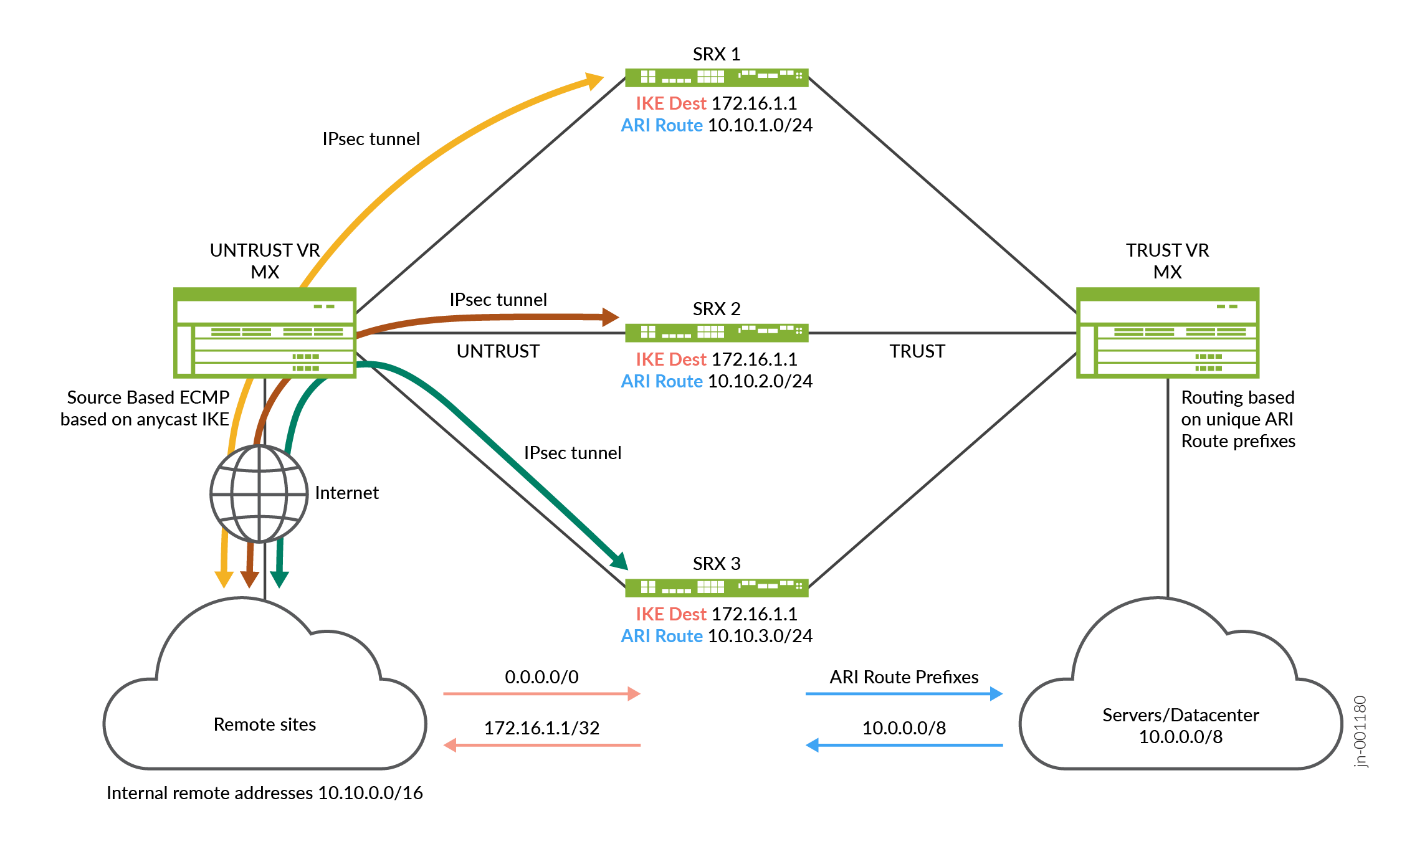 SRX 1
IKE Dest 172.16.1.1
ARI Route 10.10.1.0/24
IPsec tunnel
UNTRUST VR
MX
TRUST VR
MX
IPsec tunnel
SRX 2
UNTRUST
TRUST
IKE Dest 172.16.1.1
ARI Route 10.10.2.0/24
Source Based ECMP
based on anycast IKE
Routing based
on unique ARI
Route prefixes
IPsec tunnel
Internet
SRX 3
IKE Dest 172.16.1.1
ARI Route 10.10.3.0/24
0.0.0.0/0
ARI Route Prefixes
Remote sites
172.16.1.1/32
10.0.0.0/8
Servers/Datacenter
10.0.0.0/8
Internal remote addresses 10.10.0.0/16
jn-001180